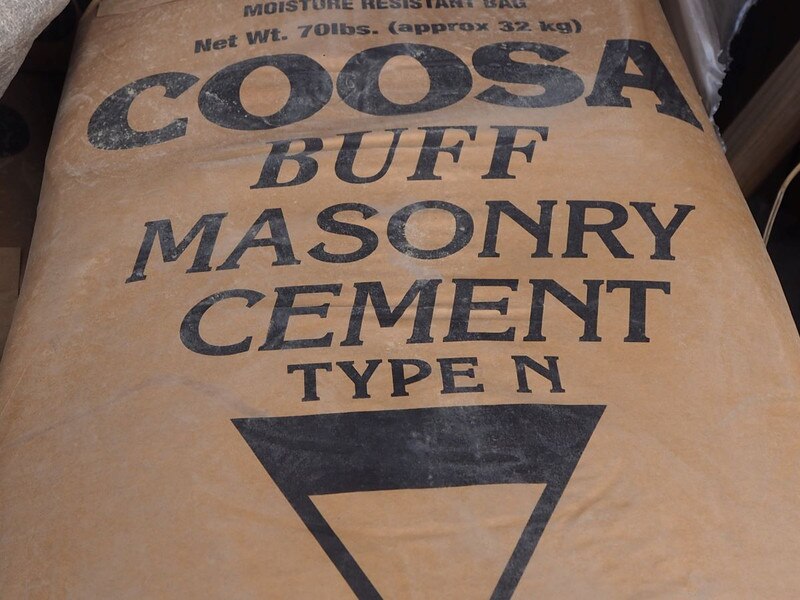 MOISTURE RESISTANT BAG
Net Wt. 70lbs. (approx 32 kg)
COOSA
BUFF
MASONRY
CEMENT
TYPE N